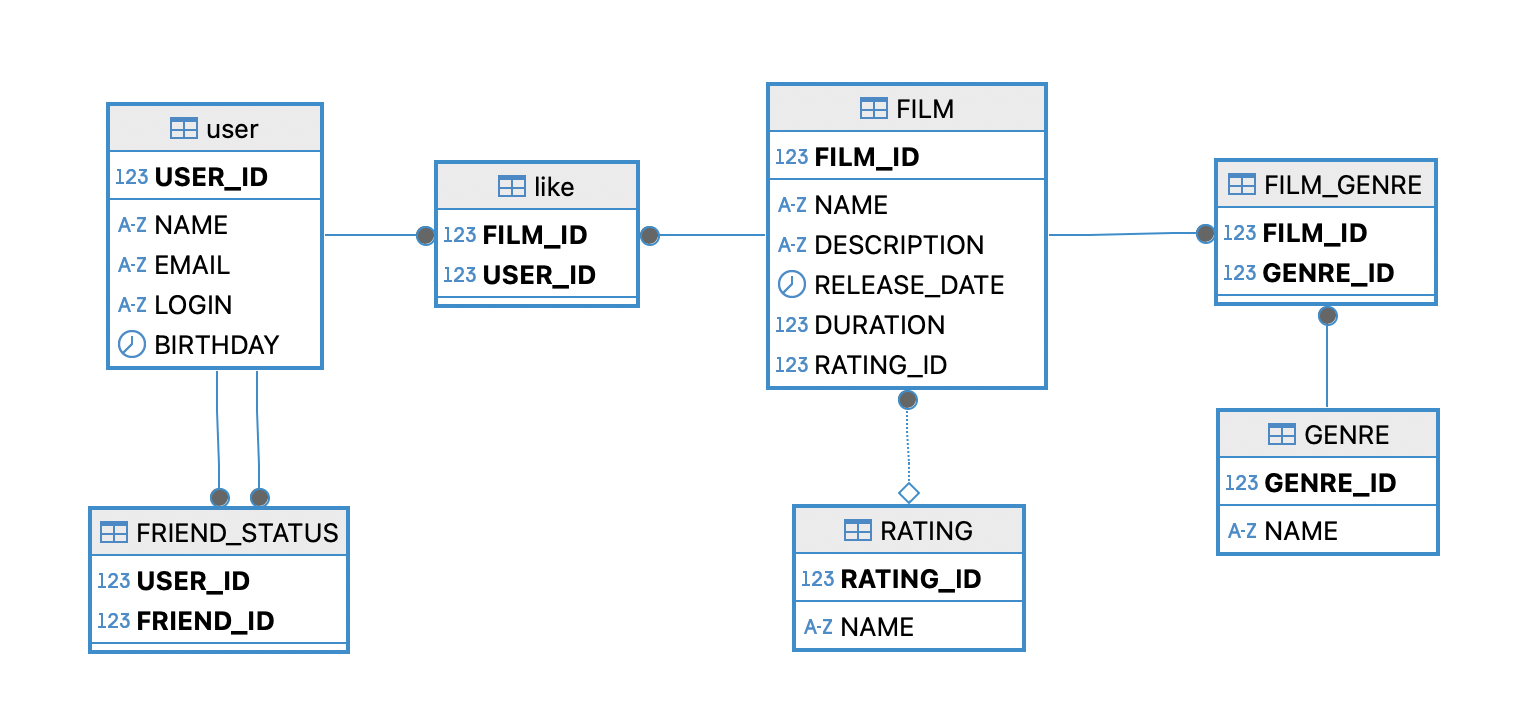 user
123 USER_ID
A-Z NAME
A-Z EMAIL
A-Z LOGIN
BIRTHDAY
like
123 FILM_ID
123 USER_ID
FILM
123 FILM_ID
A-Z NAME
A-Z DESCRIPTION
RELEASE_DATE
123 DURATION
123 RATING_ID
FILM_GENRE
123 FILM_ID
123 GENRE_ID
FRIEND_STATUS
123 USER_ID
123 FRIEND_ID
RATING
123 RATING_ID
A-Z NAME
GENRE
123 GENRE_ID
A-Z NAME